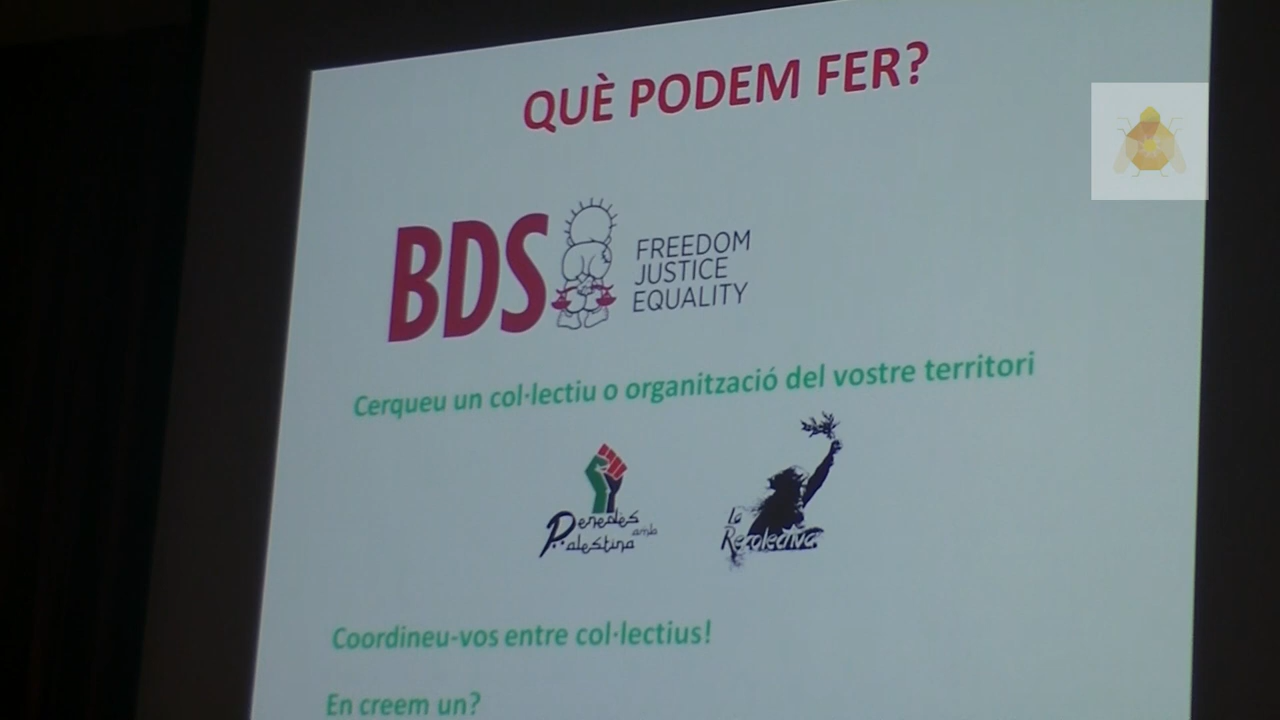 QUÈ PODEM FER?
BDS
FREEDOM
JUSTICE
EQUALITY
Cerqueu un col·lectiu o organització del vostre territori
Penedès
amb
Palestina
la
Recolectiva
Coordineu-vos entre col·lectius!
En creem un?